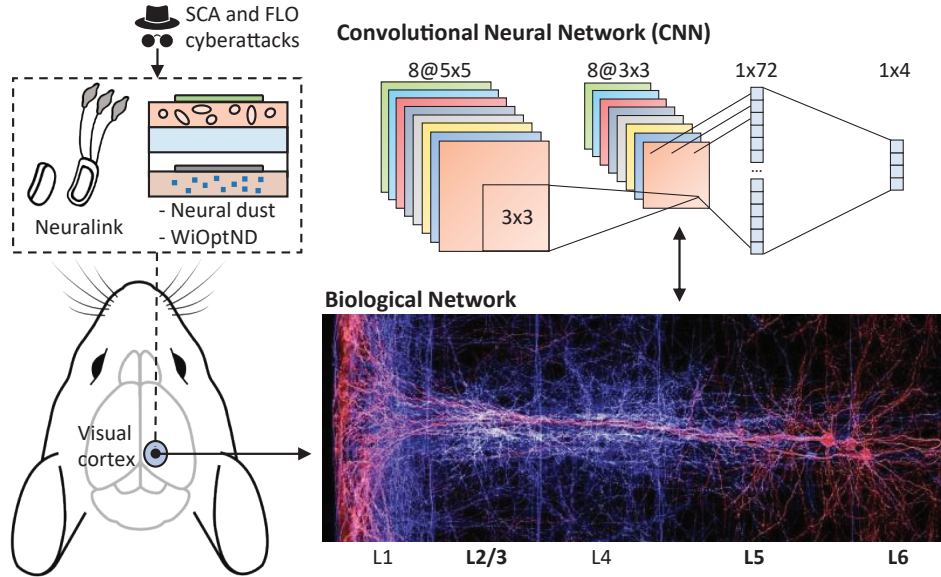 SCA and FLO
cyberattacks
Neuralink
- Neural dust
- WiOptND
Visual
cortex
Convolutional Neural Network (CNN)
8@5x5
8@3x3
1x72
1x4
3x3
...
Biological Network
L1
L2/3
L4
L5
L6